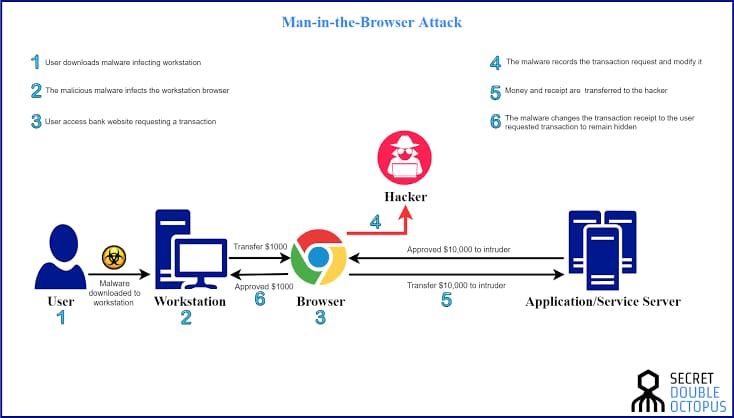 Man-in-the-Browser Attack
1 User downloads malware infecting workstation
2 The malicious malware infects the workstation browser
3 User access bank website requesting a transaction
4 The malware records the transaction request and modify it
5 Money and receipt are transferred to the hacker
6 The malware changes the transaction receipt to the user
requested transaction to remain hidden
Hacker
4
Transfer $1000
Approved $10,000 to intruder
Malware
downloaded to
workstation
Approved $1000
6
Transfer $10,000 to intruder
5
User
1
Workstation
2
Browser
3
Application/Service Server
SECRET
DOUBLE
OCTOPUS